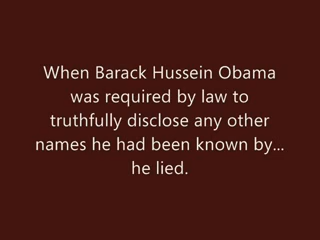 When Barack Hussein Obama
was required by law to
truthfully disclose any other
names he had been known by...
he lied.